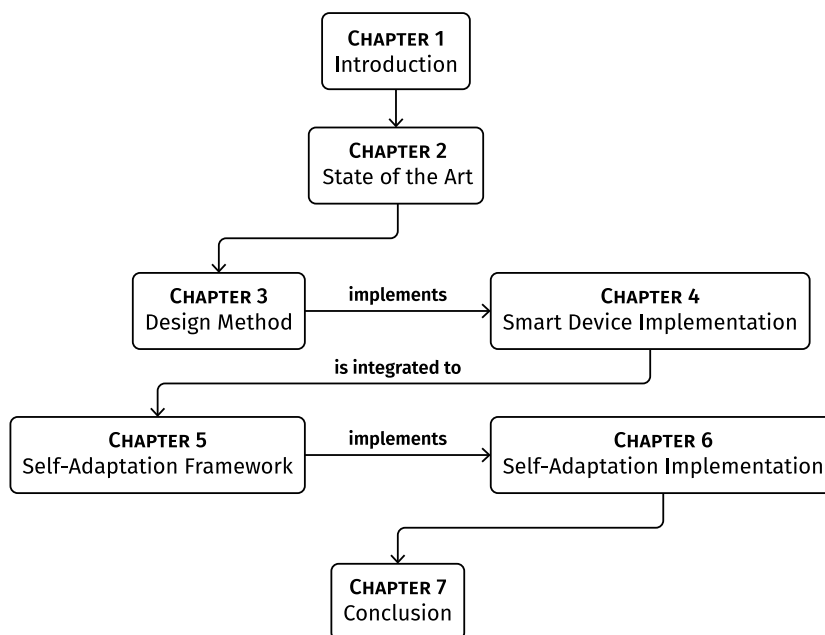 CHAPTER 1
Introduction
CHAPTER 2
State of the Art
CHAPTER 3
Design Method
implements
CHAPTER 4
Smart Device Implementation
is integrated to
CHAPTER 5
Self-Adaptation Framework
implements
CHAPTER 6
Self-Adaptation Implementation
CHAPTER 7
Conclusion